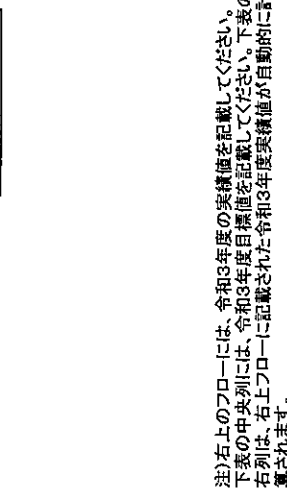 注)右上のフローには、令和3年度の実績値を記載してください。
下表の中央列には、令和3年度目標値を記載してください。下表の
右列は、右上フローに記載された令和3年度実績値が自動的に計
算されます。